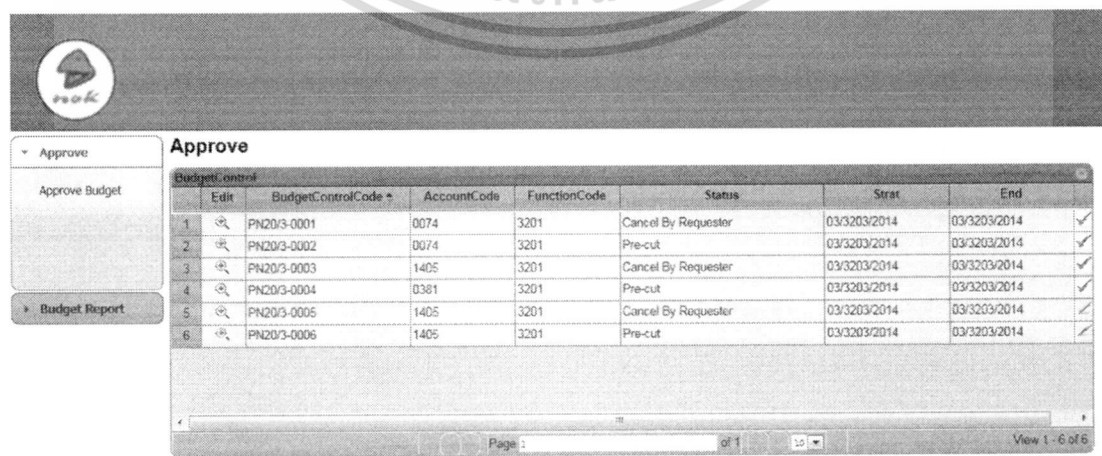 nok
Approve
Approve Budget
Budget Report
Approve
BudgetControl
Edit BudgetControlCode AccountCode FunctionCode Status Strat End
1 PN20/3-0001 0074 3201 Cancel By Requester 03/3203/2014 03/3203/2014
2 PN20/3-0002 0074 3201 Pre-cut 03/3203/2014 03/3203/2014
3 PN20/3-0003 1405 3201 Cancel By Requester 03/3203/2014 03/3203/2014
4 PN20/3-0004 0381 3201 Pre-cut 03/3203/2014 03/3203/2014
5 PN20/3-0005 1405 3201 Cancel By Requester 03/3203/2014 03/3203/2014
6 PN20/3-0006 1405 3201 Pre-cut 03/3203/2014 03/3203/2014
Page 1 of 1 10 View 1 - 6 of 6